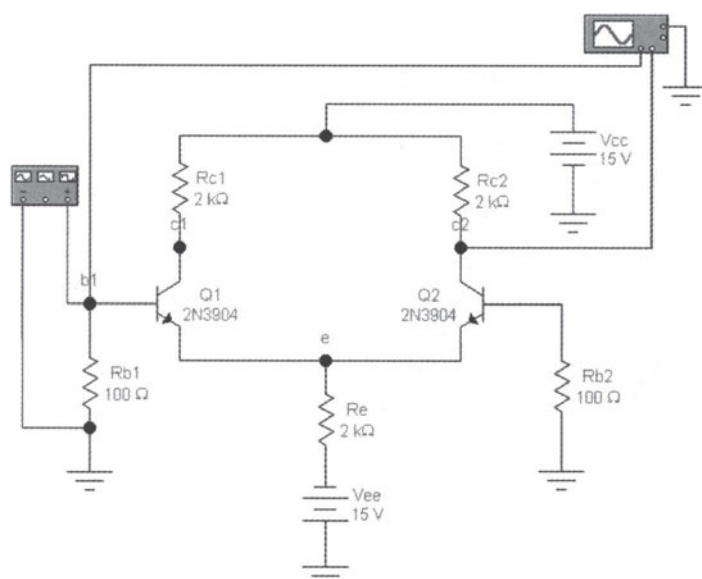 Vcc
15 V
Rc1
2 kΩ
c1
Rc2
2 kΩ
c2
b1
Q1
2N3904
Q2
2N3904
e
Rb1
100 Ω
Re
2 kΩ
Rb2
100 Ω
Vee
15 V